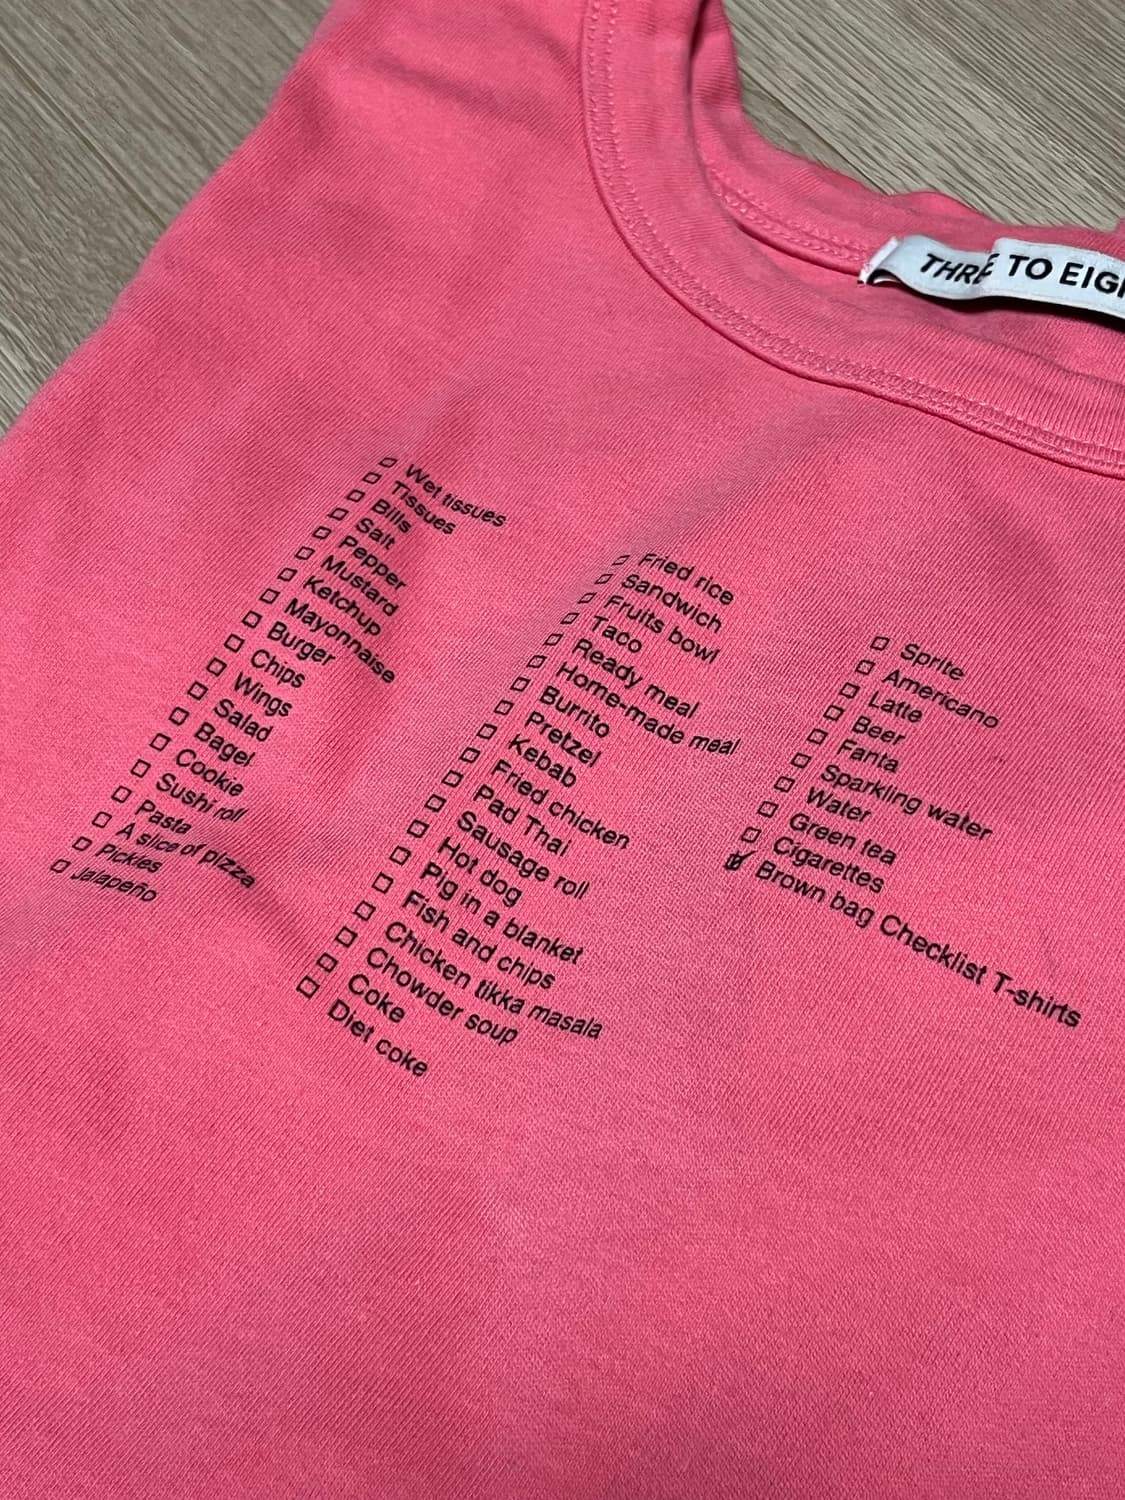 THREE TO EIG
Wet tissues
Tissues
Bills
Salt
Pepper
Mustard
Ketchup
Mayonnaise
Burger
Chips
Wings
Salad
Bagel
Cookie
Sushi roll
Pasta
A slice of pizza
Pickles
Jalapeño
Fried rice
Sandwich
Fruits bowl
Taco
Ready meal
Home-made meal
Burrito
Pretzel
Kebab
Fried chicken
Pad Thai
Sausage roll
Hot dog
Pig in a blanket
Fish and chips
Chicken tikka masala
Chowder soup
Coke
Diet coke
Sprite
Americano
Latte
Beer
Fanta
Sparkling water
Water
Green tea
Cigarettes
Brown bag Checklist T-shirts